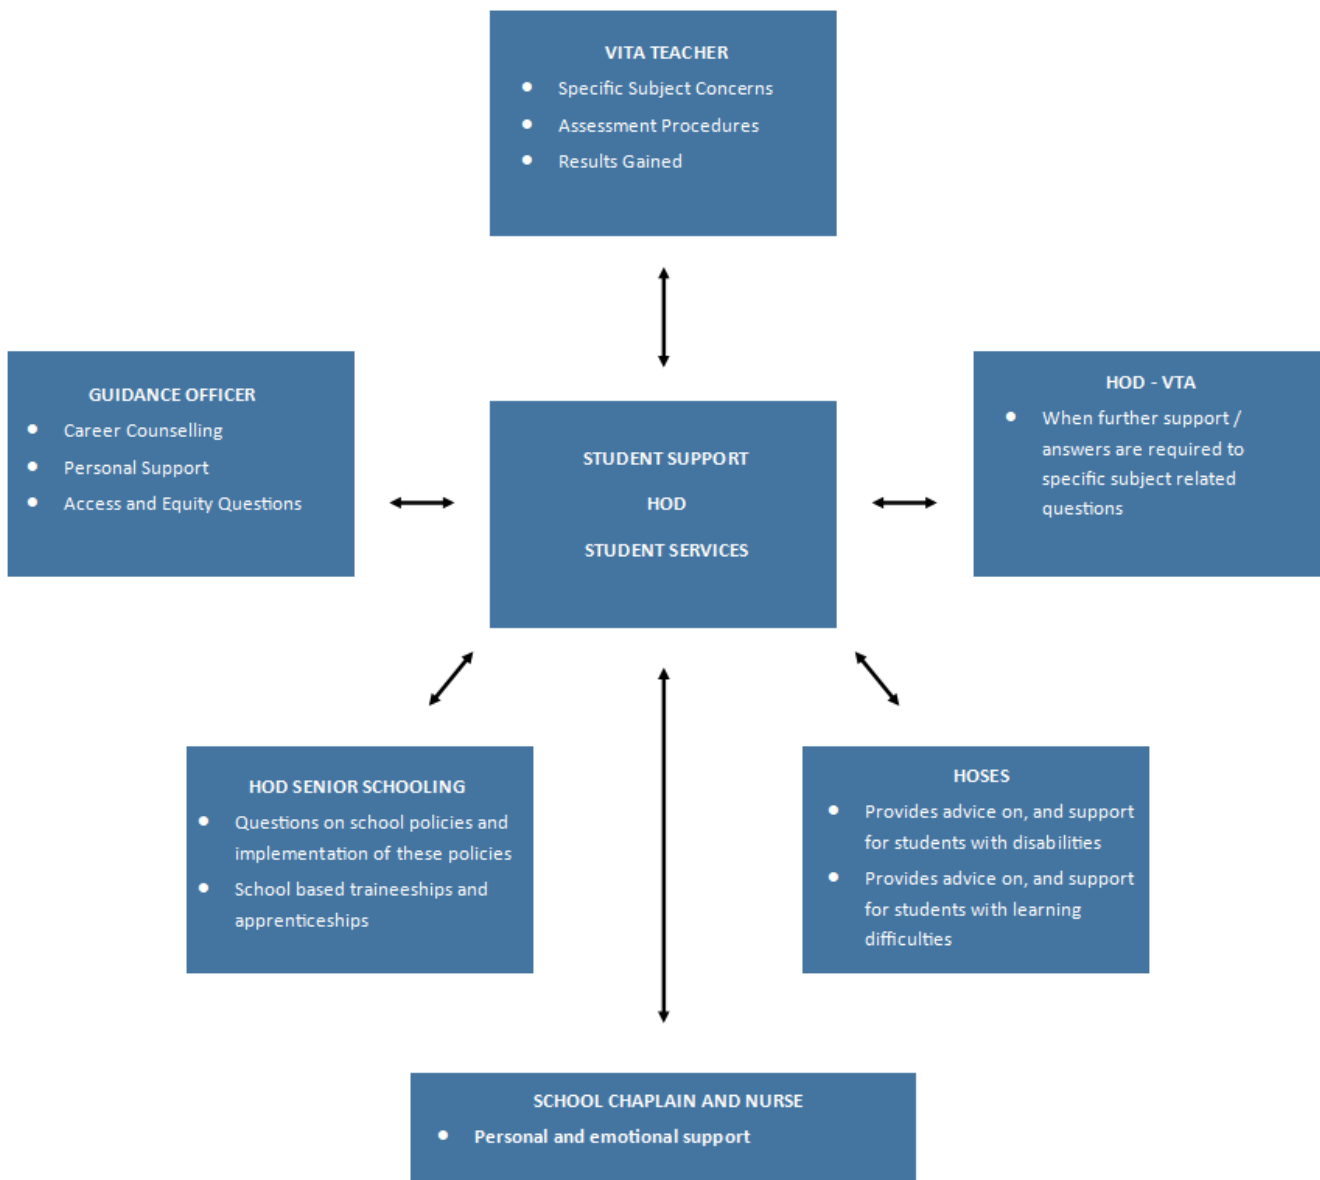 VITA TEACHER
• Specific Subject Concerns
• Assessment Procedures
• Results Gained
GUIDANCE OFFICER
• Career Counselling
• Personal Support
• Access and Equity Questions
STUDENT SUPPORT
HOD
STUDENT SERVICES
HOD - VTA
• When further support /
answers are required to
specific subject related
questions
HOD SENIOR SCHOOLING
• Questions on school policies and
implementation of these policies
• School based traineeships and
apprenticeships
HOSES
• Provides advice on, and support
for students with disabilities
• Provides advice on, and support
for students with learning
difficulties
SCHOOL CHAPLAIN AND NURSE
• Personal and emotional support